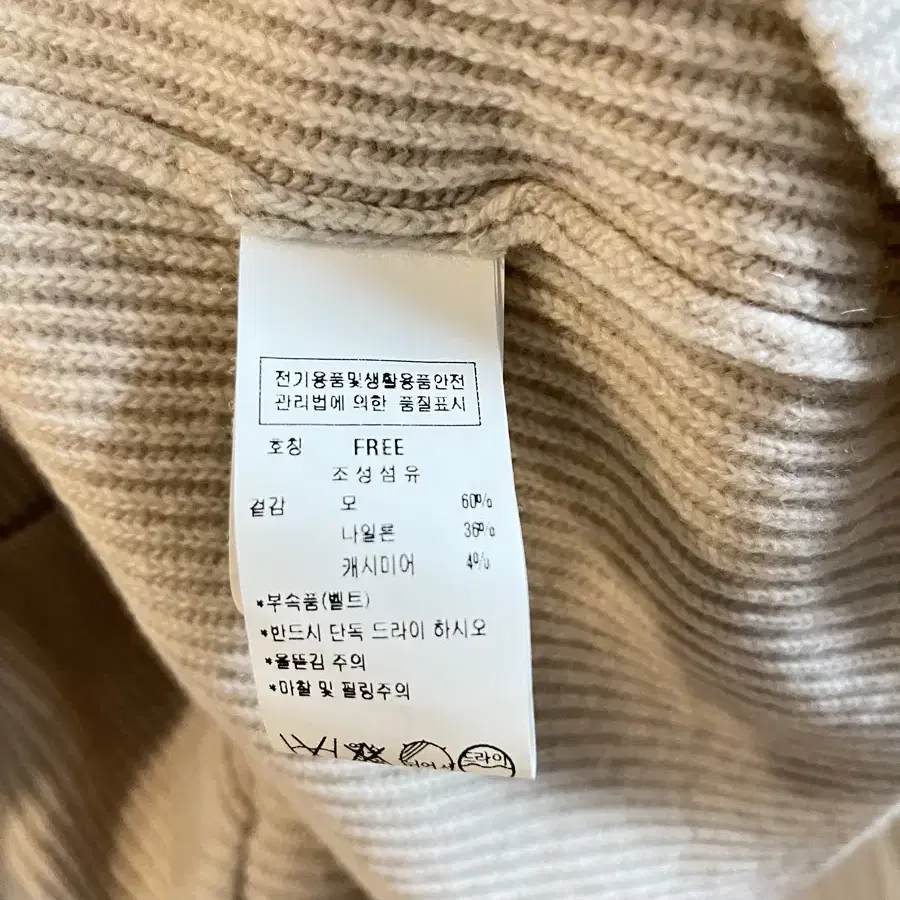 전기용품및생활용품안전
관리법에 의한 품질표시
호칭 FREE
조성섬유
겉감 모 60%
나일론 36%
캐시미어 4%
*부속품(벨트)
*반드시 단독 드라이 하시오
*올뜯김 주의
*마찰 및 필링주의
드라이